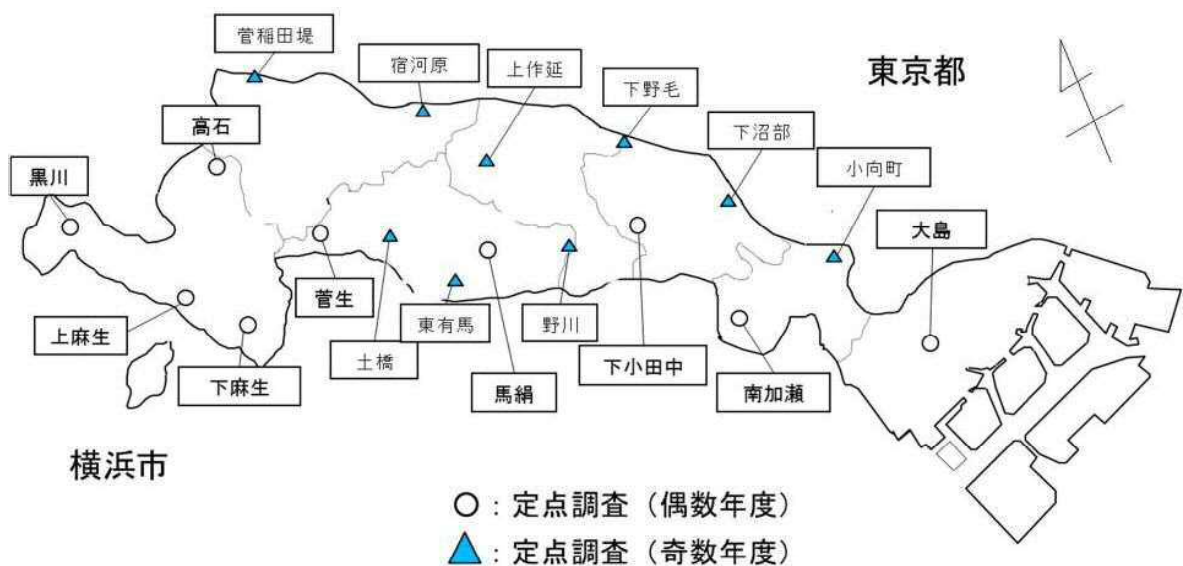 菅稲田堤
宿河原
上作延
下野毛
東京都
高石
下沼部
黒川
小向町
大島
上麻生
下麻生
菅生
土橋
東有馬
馬絹
野川
下小田中
南加瀬
横浜市
○:定点調査(偶数年度)
▲:定点調査(奇数年度)